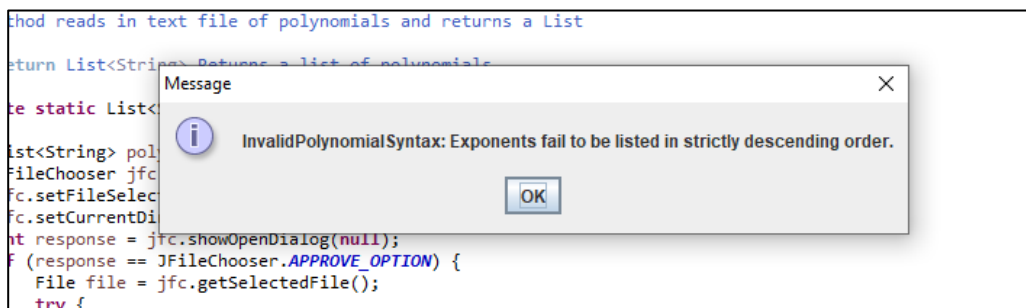 thod reads in text file of polynomials and returns a List
eturn List<String> Returns a list of polynomials
Message
te static List<S
InvalidPolynomialSyntax: Exponents fail to be listed in strictly descending order.
ist<String> poly
FileChooser jfc
fc.setFileSelec
OK
fc.setCurrentDi
nt response = jfc.showOpenDialog(null);
f (response == JFileChooser.APPROVE_OPTION) {
File file = jfc.getSelectedFile();
try {